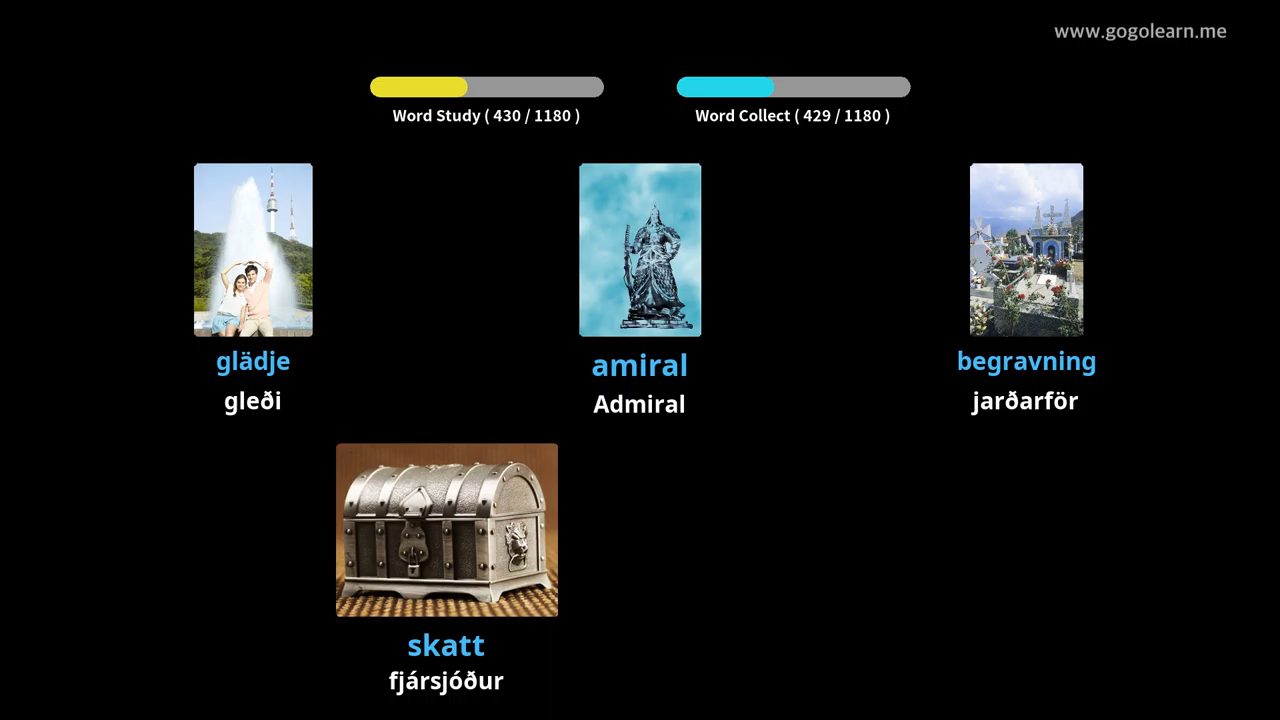 www.gogolearn.me
Word Study ( 430 / 1180 )
Word Collect ( 429 / 1180 )
glädje
gleði
amiral
Admiral
begravning
jarðarför
skatt
fjársjóður